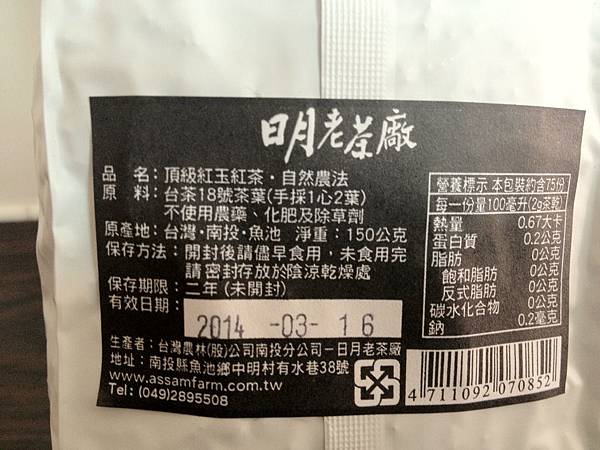 日月老茶廠
品　名：頂級紅玉紅茶・自然農法
原　料：台茶18號茶葉(手採1心2葉)
不使用農藥、化肥及除草劑
原產地：台灣・南投・魚池　淨重：150公克
保存方法：開封後請儘早食用，未食用完
請密封存放於陰涼乾燥處
保存期限：二年(未開封)
有效日期：
2014 -03- 16
生產者：台灣農林(股)公司南投分公司－日月老茶廠
地址：南投縣魚池鄉中明村有水巷38號
www.assamfarm.com.tw
Tel: (049)2895508
營養標示 本包裝約含75份
每一份量100毫升(2g茶乾)
熱量 0.67大卡
蛋白質 0.2公克
脂肪 0公克
飽和脂肪 0公克
反式脂肪 0公克
碳水化合物 0公克
鈉 0.2毫克
4 711092 070852